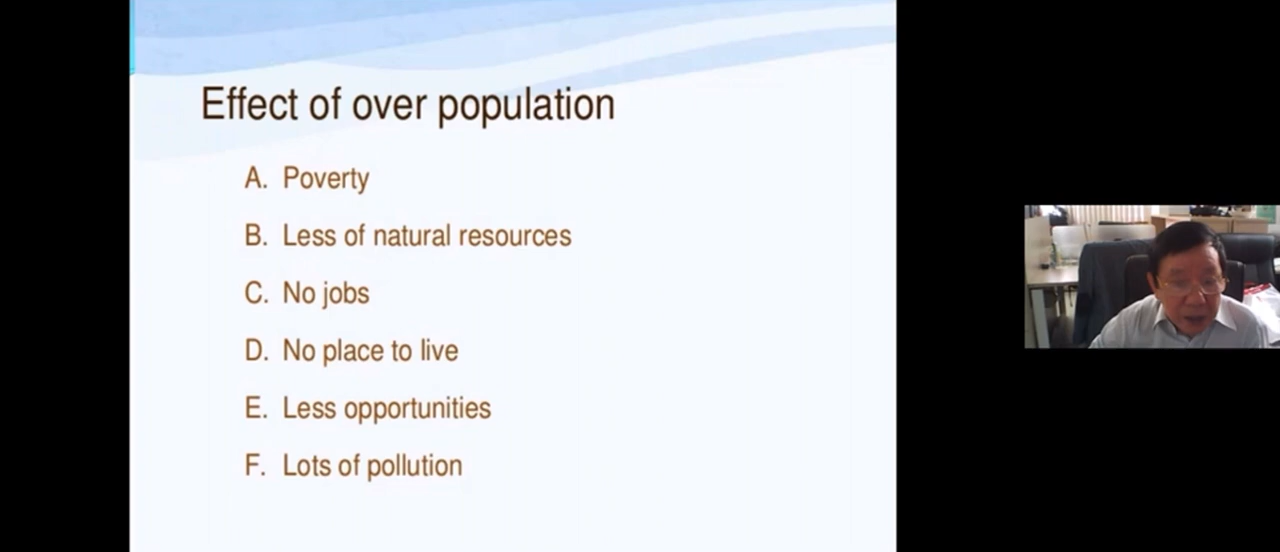 Effect of over population
A. Poverty
B. Less of natural resources
C. No jobs
D. No place to live
E. Less opportunities
F. Lots of pollution